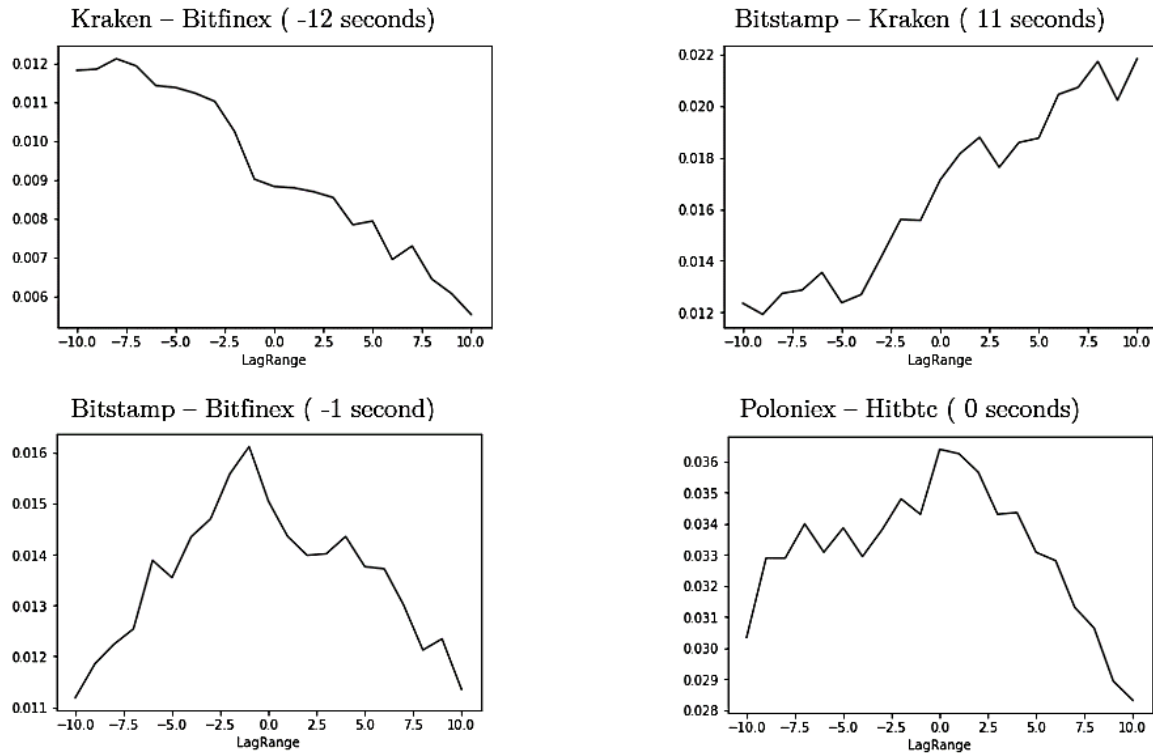 Kraken – Bitfinex ( -12 seconds)
0.012
0.011
0.010
0.009
0.008
0.007
0.006
−10.0 −7.5 −5.0 −2.5 0.0 2.5 5.0 7.5 10.0
LagRange
Bitstamp – Kraken ( 11 seconds)
0.022
0.020
0.018
0.016
0.014
0.012
−10.0 −7.5 −5.0 −2.5 0.0 2.5 5.0 7.5 10.0
LagRange
Bitstamp – Bitfinex ( -1 second)
0.016
0.015
0.014
0.013
0.012
0.011
−10.0 −7.5 −5.0 −2.5 0.0 2.5 5.0 7.5 10.0
LagRange
Poloniex – Hitbtc ( 0 seconds)
0.036
0.035
0.034
0.033
0.032
0.031
0.030
0.029
0.028
−10.0 −7.5 −5.0 −2.5 0.0 2.5 5.0 7.5 10.0
LagRange